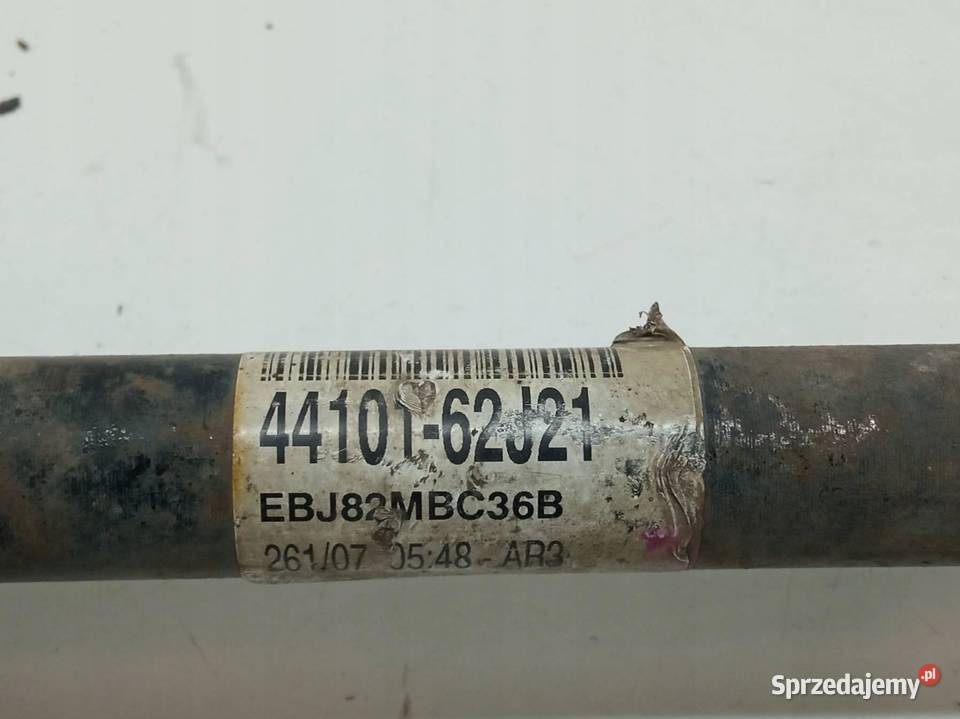 44101-62J21
EBJ82MBC36B
261/07 05:48 - AR3
Sprzedajemy.pl